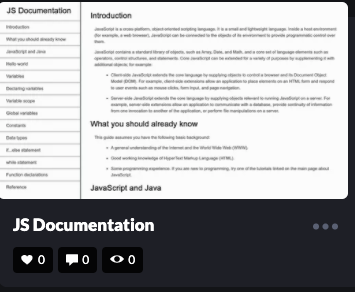 JS Documentation
Introduction
What you should already know
JavaScript and Java
Hello world
Variables
Declaring variables
Variable scope
Global variables
Constants
Data types
if...else statement
while statement
Function declarations
Reference
Introduction
JavaScript is a cross-platform, object-oriented scripting language. It is a small and lightweight language. Inside a host environment
(for example, a web browser), JavaScript can be connected to the objects of its environment to provide programmatic control over
them.
JavaScript contains a standard library of objects, such as Array, Date, and Math, and a core set of language elements such as
operators, control structures, and statements. Core JavaScript can be extended for a variety of purposes by supplementing it with
additional objects; for example:
Client-side JavaScript extends the core language by supplying objects to control a browser and its Document Object
Model (DOM). For example, client-side extensions allow an application to place elements on an HTML form and respond
to user events such as mouse clicks, form input, and page navigation.
Server-side JavaScript extends the core language by supplying objects relevant to running JavaScript on a server. For
example, server-side extensions allow an application to communicate with a database, provide continuity of information
from one invocation to another of the application, or perform file manipulations on a server.
What you should already know
This guide assumes you have the following basic background:
A general understanding of the Internet and the World Wide Web (WWW).
Good working knowledge of HyperText Markup Language (HTML).
Some programming experience. If you are new to programming, try one of the tutorials linked on the main page about
JavaScript.
JavaScript and Java
JS Documentation
0 0 0